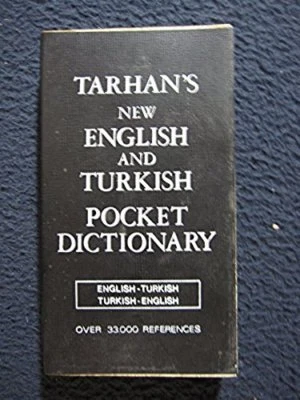 TARHAN'S
NEW
ENGLISH
AND
TURKISH
POCKET
DICTIONARY
ENGLISH-TURKISH
TURKISH-ENGLISH
OVER 33.000 REFERENCES